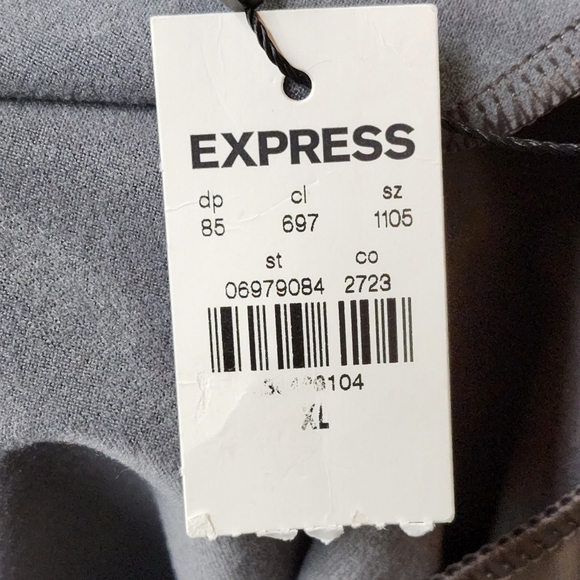 EXPRESS
dp cl sz
85 697 1105
st co
06979084 2723
XL